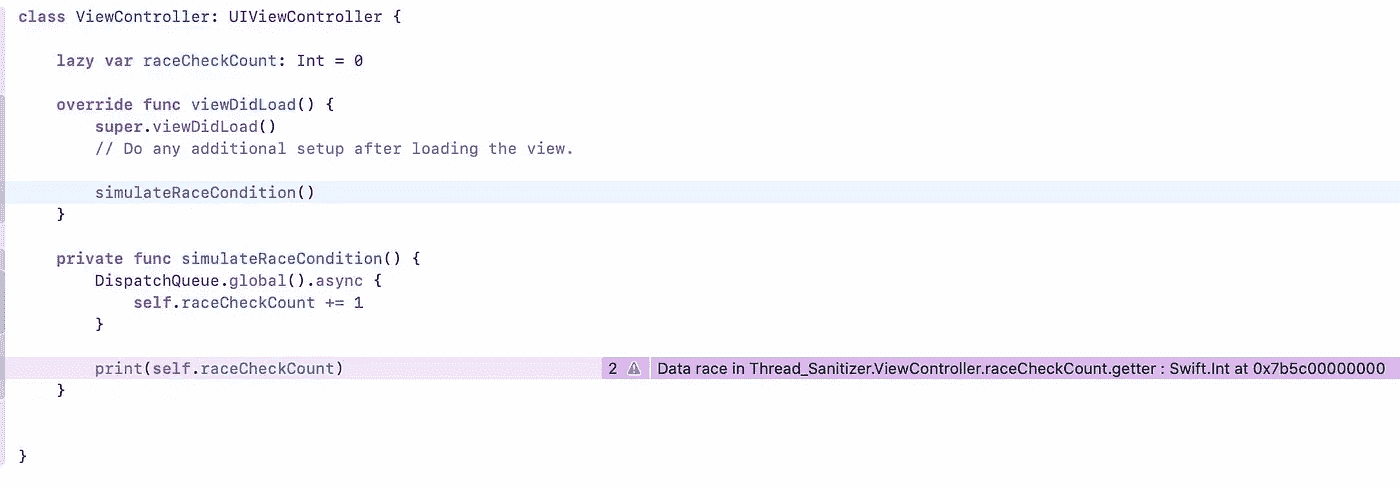 class ViewController: UIViewController {
lazy var raceCheckCount: Int = 0
override func viewDidLoad() {
super.viewDidLoad()
// Do any additional setup after loading the view.
simulateRaceCondition()
}
private func simulateRaceCondition() {
DispatchQueue.global().async {
self.raceCheckCount += 1
}
print(self.raceCheckCount) 2 Data race in Thread_Sanitizer.ViewController.raceCheckCount.getter : Swift.Int at 0x7b5c00000000
}
}